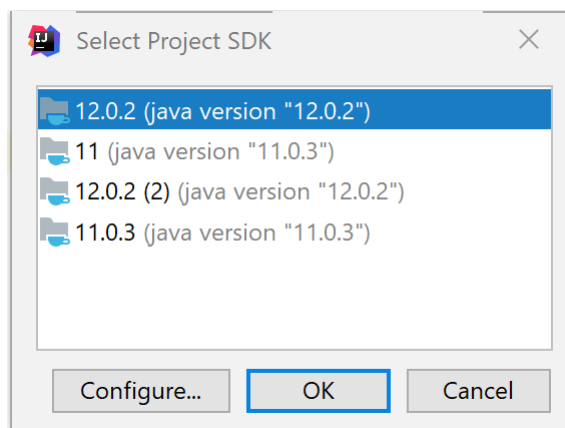 IJ
Select Project SDK
12.0.2 (java version "12.0.2")
11 (java version "11.0.3")
12.0.2 (2) (java version "12.0.2")
11.0.3 (java version "11.0.3")
Configure... OK Cancel